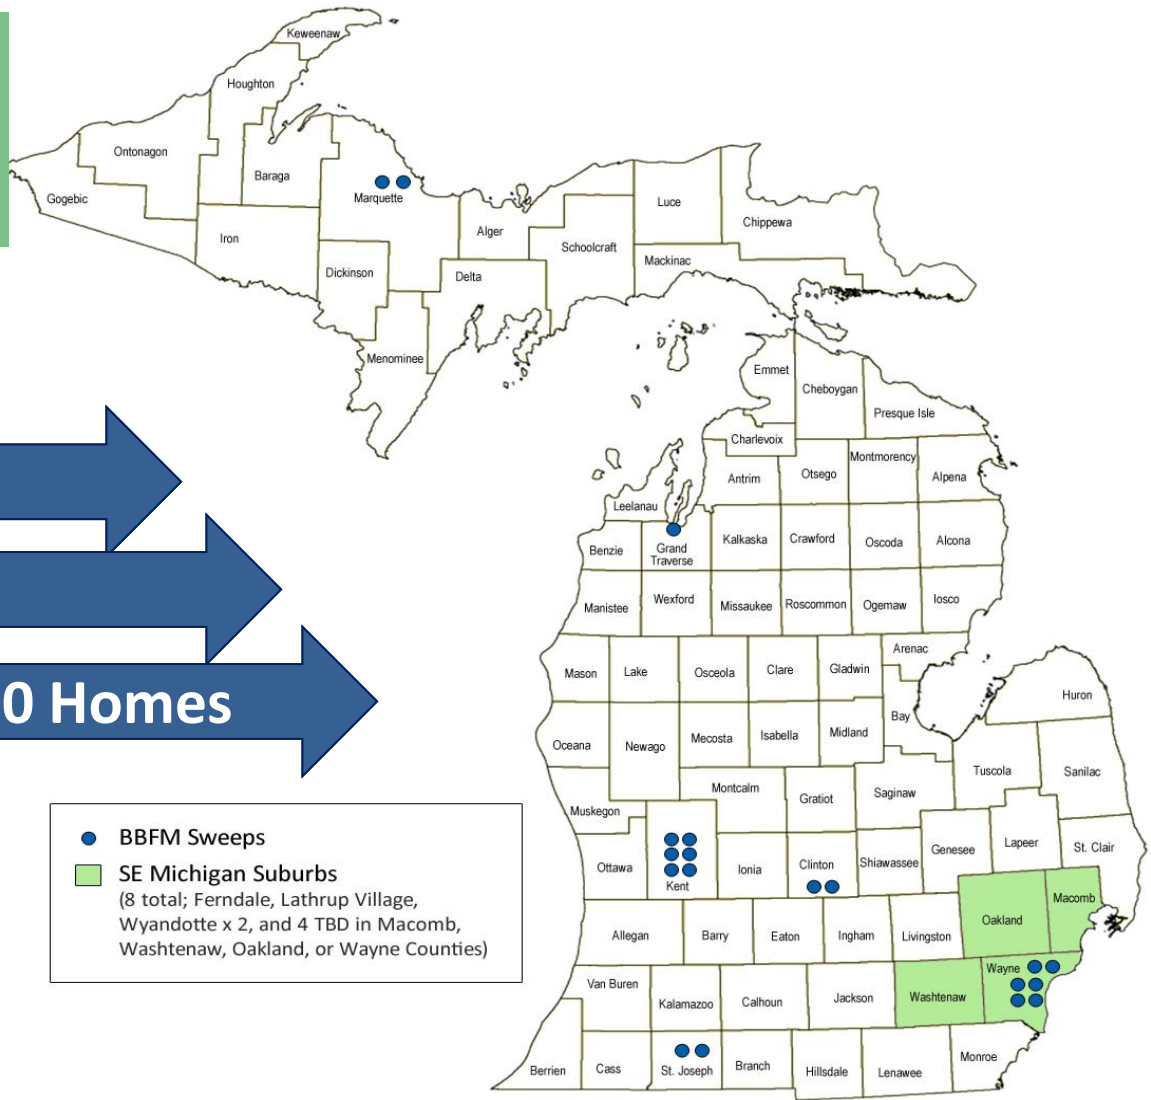 Keweenaw
Houghton
Ontonagon
Baraga
Gogebic
Marquette
Iron
Dickinson
Alger
Luce
Chippewa
Schoolcraft
Mackinac
Delta
Menominee
Emmet
Cheboygan
Presque Isle
Charlevoix
Antrim
Otsego
Montmorency
Alpena
Leelanau
Benzie
Grand
Traverse
Kalkaska
Crawford
Oscoda
Alcona
Manistee
Wexford
Missaukee
Roscommon
Ogemaw
Iosco
Mason
Lake
Osceola
Clare
Gladwin
Arenac
Huron
0 Homes
Oceana
Newago
Mecosta
Isabella
Midland
Bay
Tuscola
Sanilac
Muskegon
Montcalm
Gratiot
Saginaw
Ottawa
Kent
Ionia
Clinton
Shiawassee
Genesee
Lapeer
St. Clair
BBFM Sweeps
SE Michigan Suburbs
(8 total; Ferndale, Lathrup Village,
Wyandotte x 2, and 4 TBD in Macomb,
Washtenaw, Oakland, or Wayne Counties)
Allegan
Barry
Eaton
Ingham
Livingston
Oakland
Macomb
Van Buren
Kalamazoo
Calhoun
Jackson
Washtenaw
Wayne
Berrien
Cass
St. Joseph
Branch
Hillsdale
Lenawee
Monroe